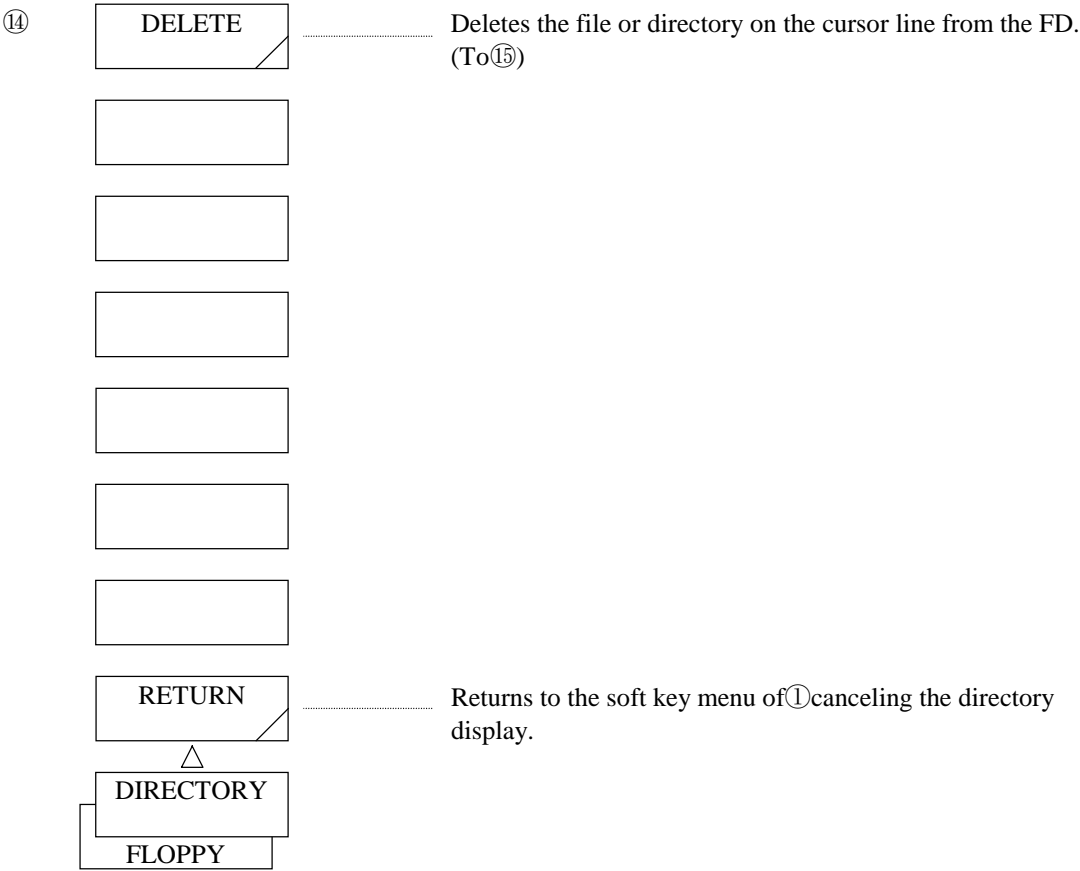 ⑭ DELETE Deletes the file or directory on the cursor line from the FD.
(To⑮)
RETURN Returns to the soft key menu of①canceling the directory
display.
DIRECTORY
FLOPPY